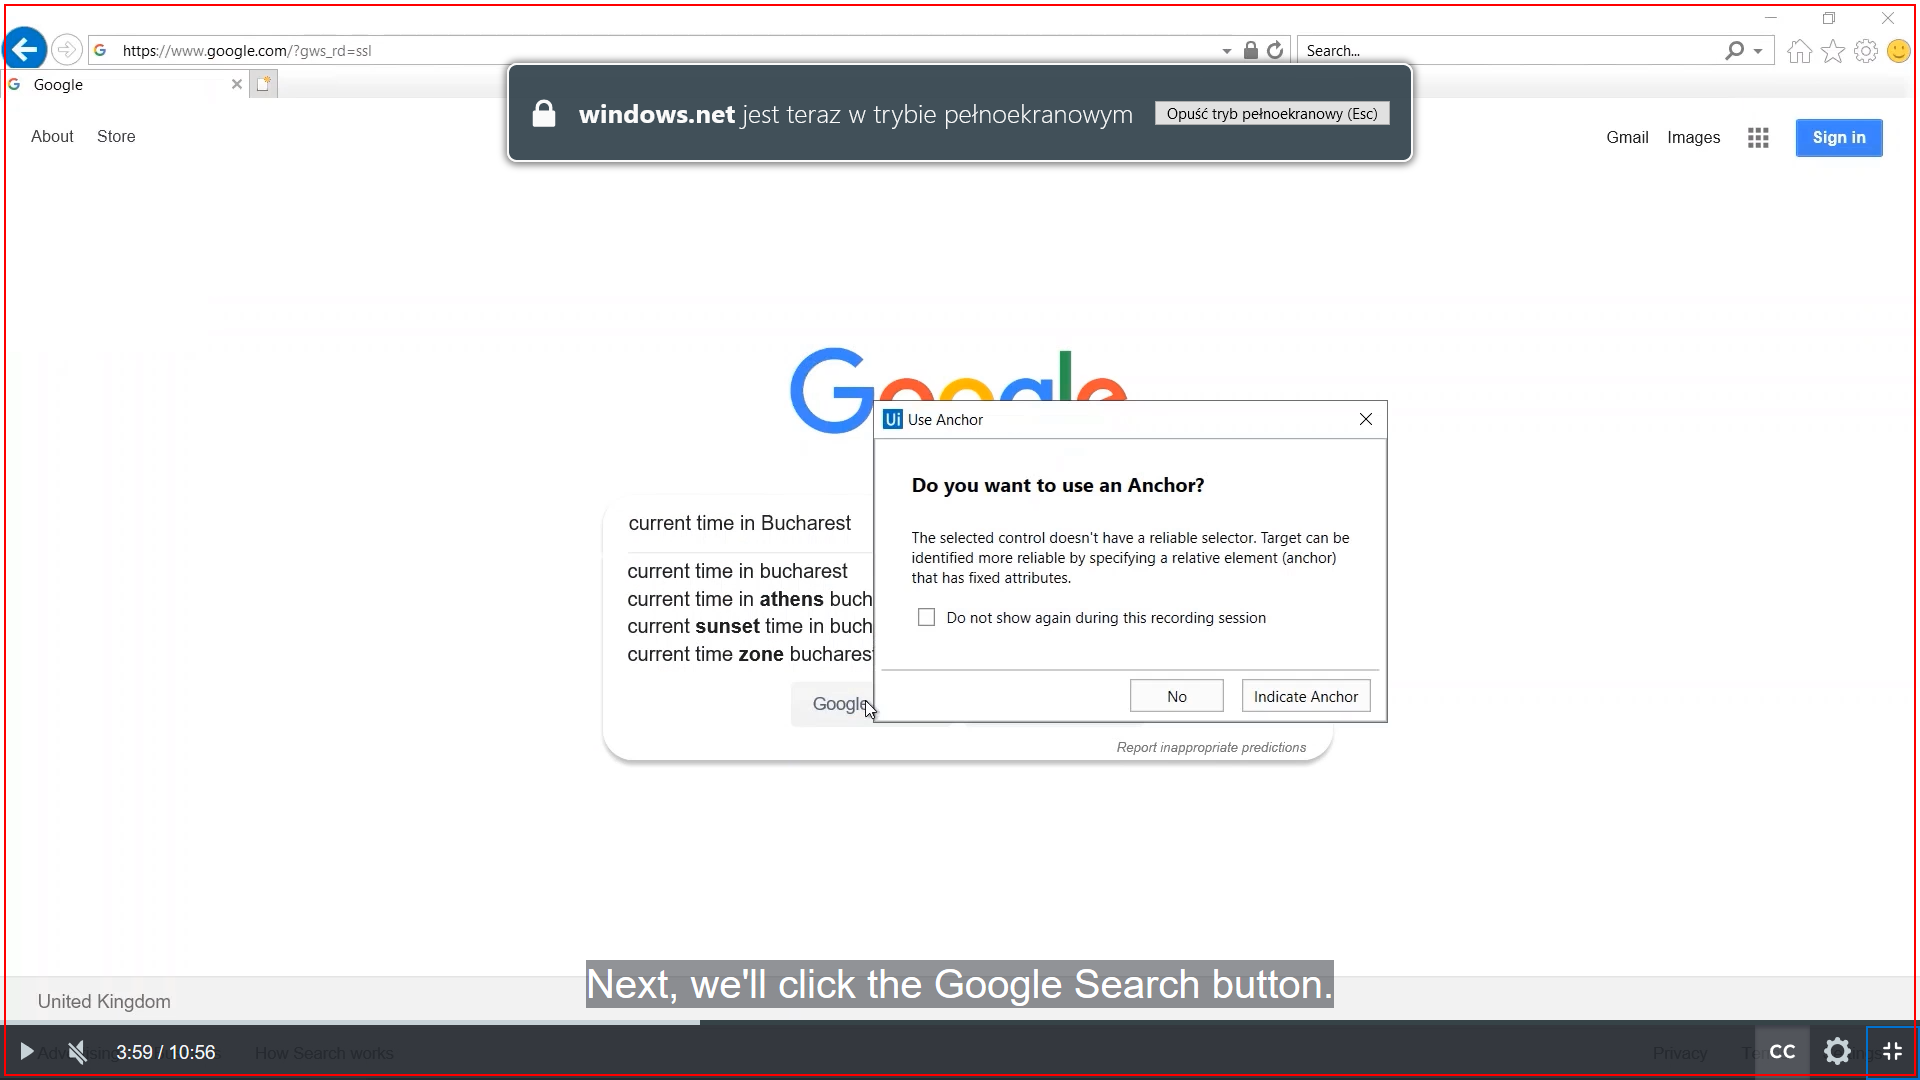 https://www.google.com/?gws_rd=ssl
Search...
Google
windows.net jest teraz w trybie pełnoekranowym
Opuść tryb pełnoekranowy (Esc)
About Store
Gmail Images
Sign in
Google
Ui Use Anchor
Do you want to use an Anchor?
The selected control doesn't have a reliable selector. Target can be
identified more reliable by specifying a relative element (anchor)
that has fixed attributes.
Do not show again during this recording session
No
Indicate Anchor
current time in Bucharest
current time in bucharest
current time in athens buch
current sunset time in buch
current time zone bucharest
Google
Report inappropriate predictions
Next, we'll click the Google Search button.
United Kingdom
3:59 / 10:56
How Search works
Privacy
CC